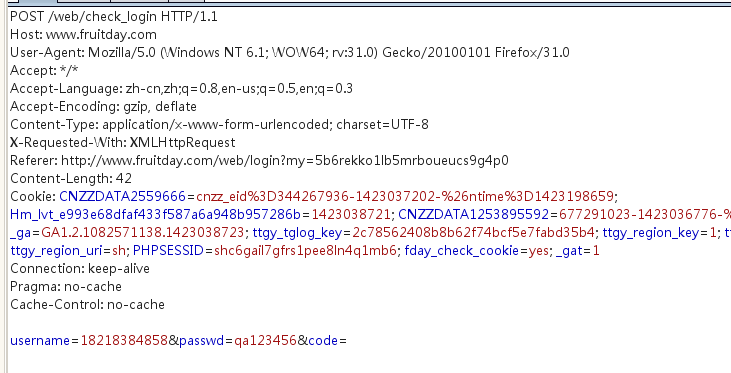 POST /web/check_login HTTP/1.1
Host: www.fruitday.com
User-Agent: Mozilla/5.0 (Windows NT 6.1; WOW64; rv:31.0) Gecko/20100101 Firefox/31.0
Accept: */*
Accept-Language: zh-cn,zh;q=0.8,en-us;q=0.5,en;q=0.3
Accept-Encoding: gzip, deflate
Content-Type: application/x-www-form-urlencoded; charset=UTF-8
X-Requested-With: XMLHttpRequest
Referer: http://www.fruitday.com/web/login?my=5b6rekko1lb5mrboueucs9g4p0
Content-Length: 42
Cookie: CNZZDATA2559666=cnzz_eid%3D344267936-1423037202-%26ntime%3D1423198659;
Hm_lvt_e993e68dfaf433f587a6a948b957286b=1423038721; CNZZDATA1253895592=677291023-1423036776-%
_ga=GA1.2.1082571138.1423038723; ttgy_tglog_key=2c78562408b8b62f74bcf5e7fabd35b4; ttgy_region_key=1; t
ttgy_region_uri=sh; PHPSESSID=shc6gail7gfrs1pee8ln4q1mb6; fday_check_cookie=yes; _gat=1
Connection: keep-alive
Pragma: no-cache
Cache-Control: no-cache
username=18218384858&passwd=qa123456&code=